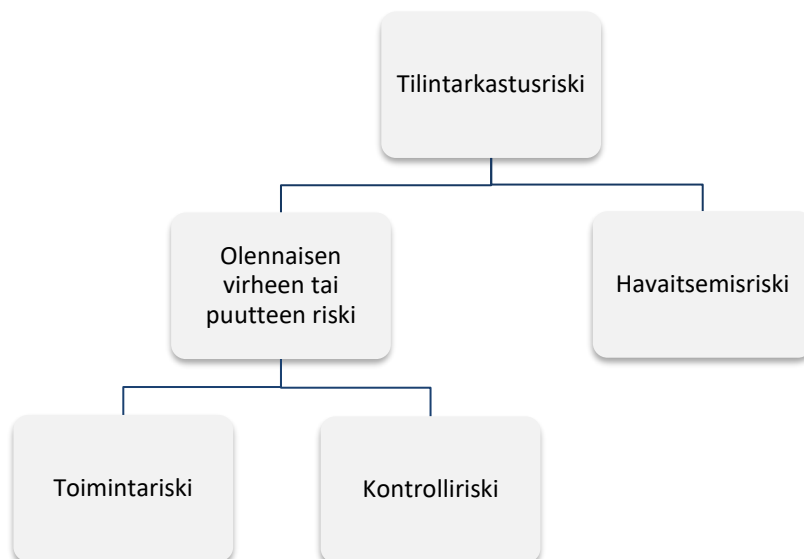 Tilintarkastusriski
Olennaisen
virheen tai
puutteen riski
Havaitsemisriski
Toimintariski
Kontrolliriski